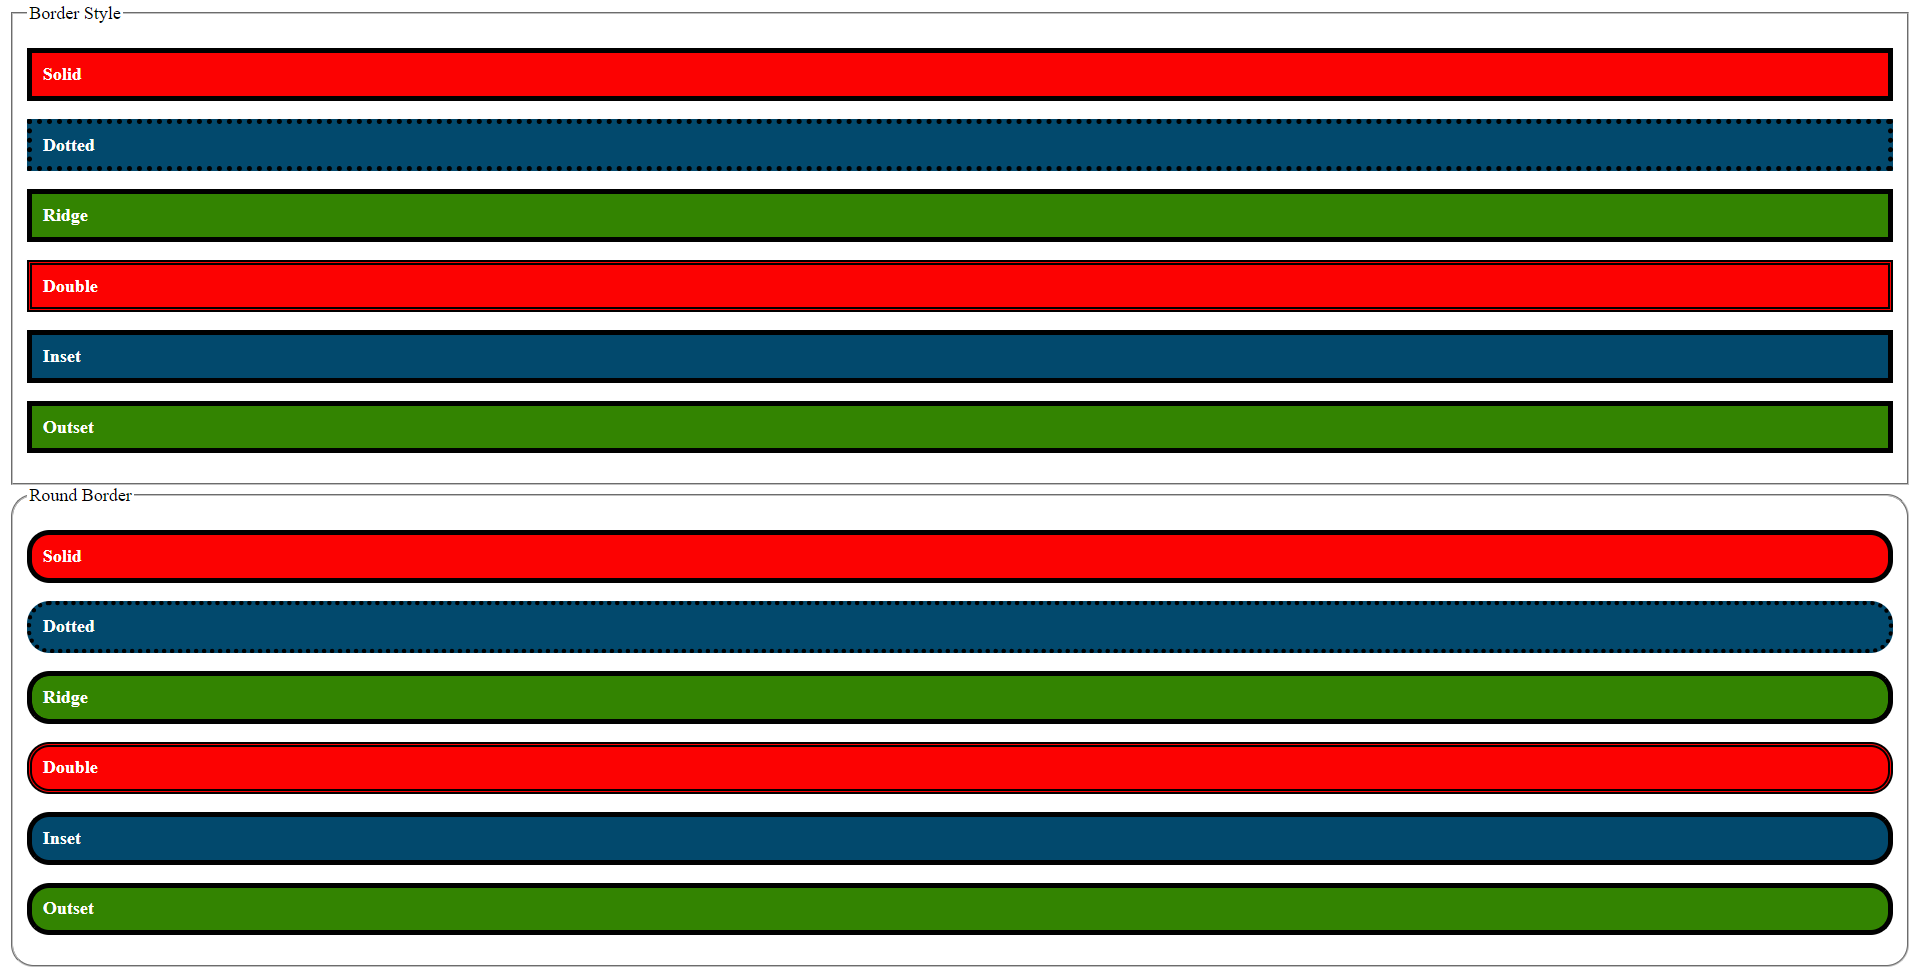 Border Style
Solid
Dotted
Ridge
Double
Inset
Outset
Round Border
Solid
Dotted
Ridge
Double
Inset
Outset